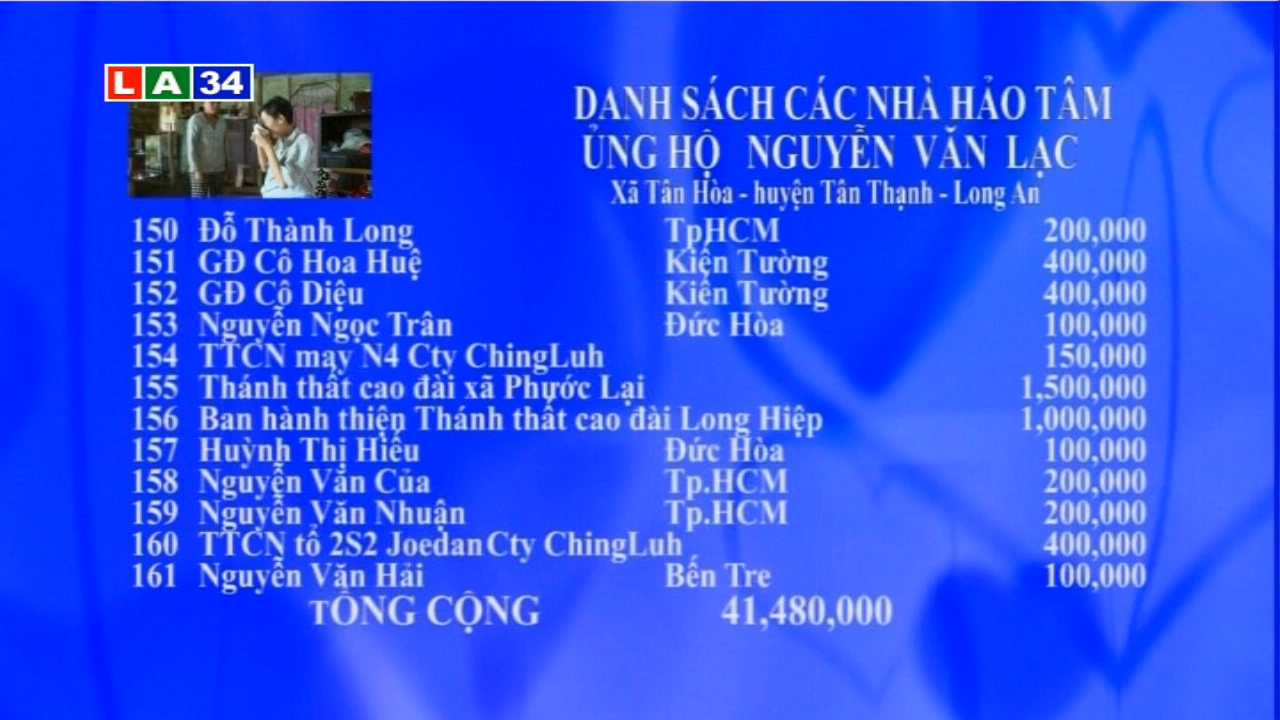 LA34
DANH SÁCH CÁC NHÀ HẢO TÂM
ỦNG HỘ NGUYỄN VĂN LẠC
Xã Tân Hòa - huyện Tân Thạnh - Long An
150 Đỗ Thành Long TpHCM 200,000
151 GĐ Cô Hoa Huệ Kiến Tường 400,000
152 GĐ Cô Diệu Kiến Tường 400,000
153 Nguyễn Ngọc Trân Đức Hòa 100,000
154 TTCN may N4 Cty ChingLuh 150,000
155 Thánh thất cao đài xã Phước Lại 1,500,000
156 Ban hành thiện Thánh thất cao đài Long Hiệp 1,000,000
157 Huỳnh Thị Hiếu Đức Hòa 100,000
158 Nguyễn Văn Của Tp.HCM 200,000
159 Nguyễn Văn Nhuận Tp.HCM 200,000
160 TTCN tổ 2S2 Joedan Cty ChingLuh 400,000
161 Nguyễn Văn Hải Bến Tre 100,000
TỔNG CỘNG 41,480,000